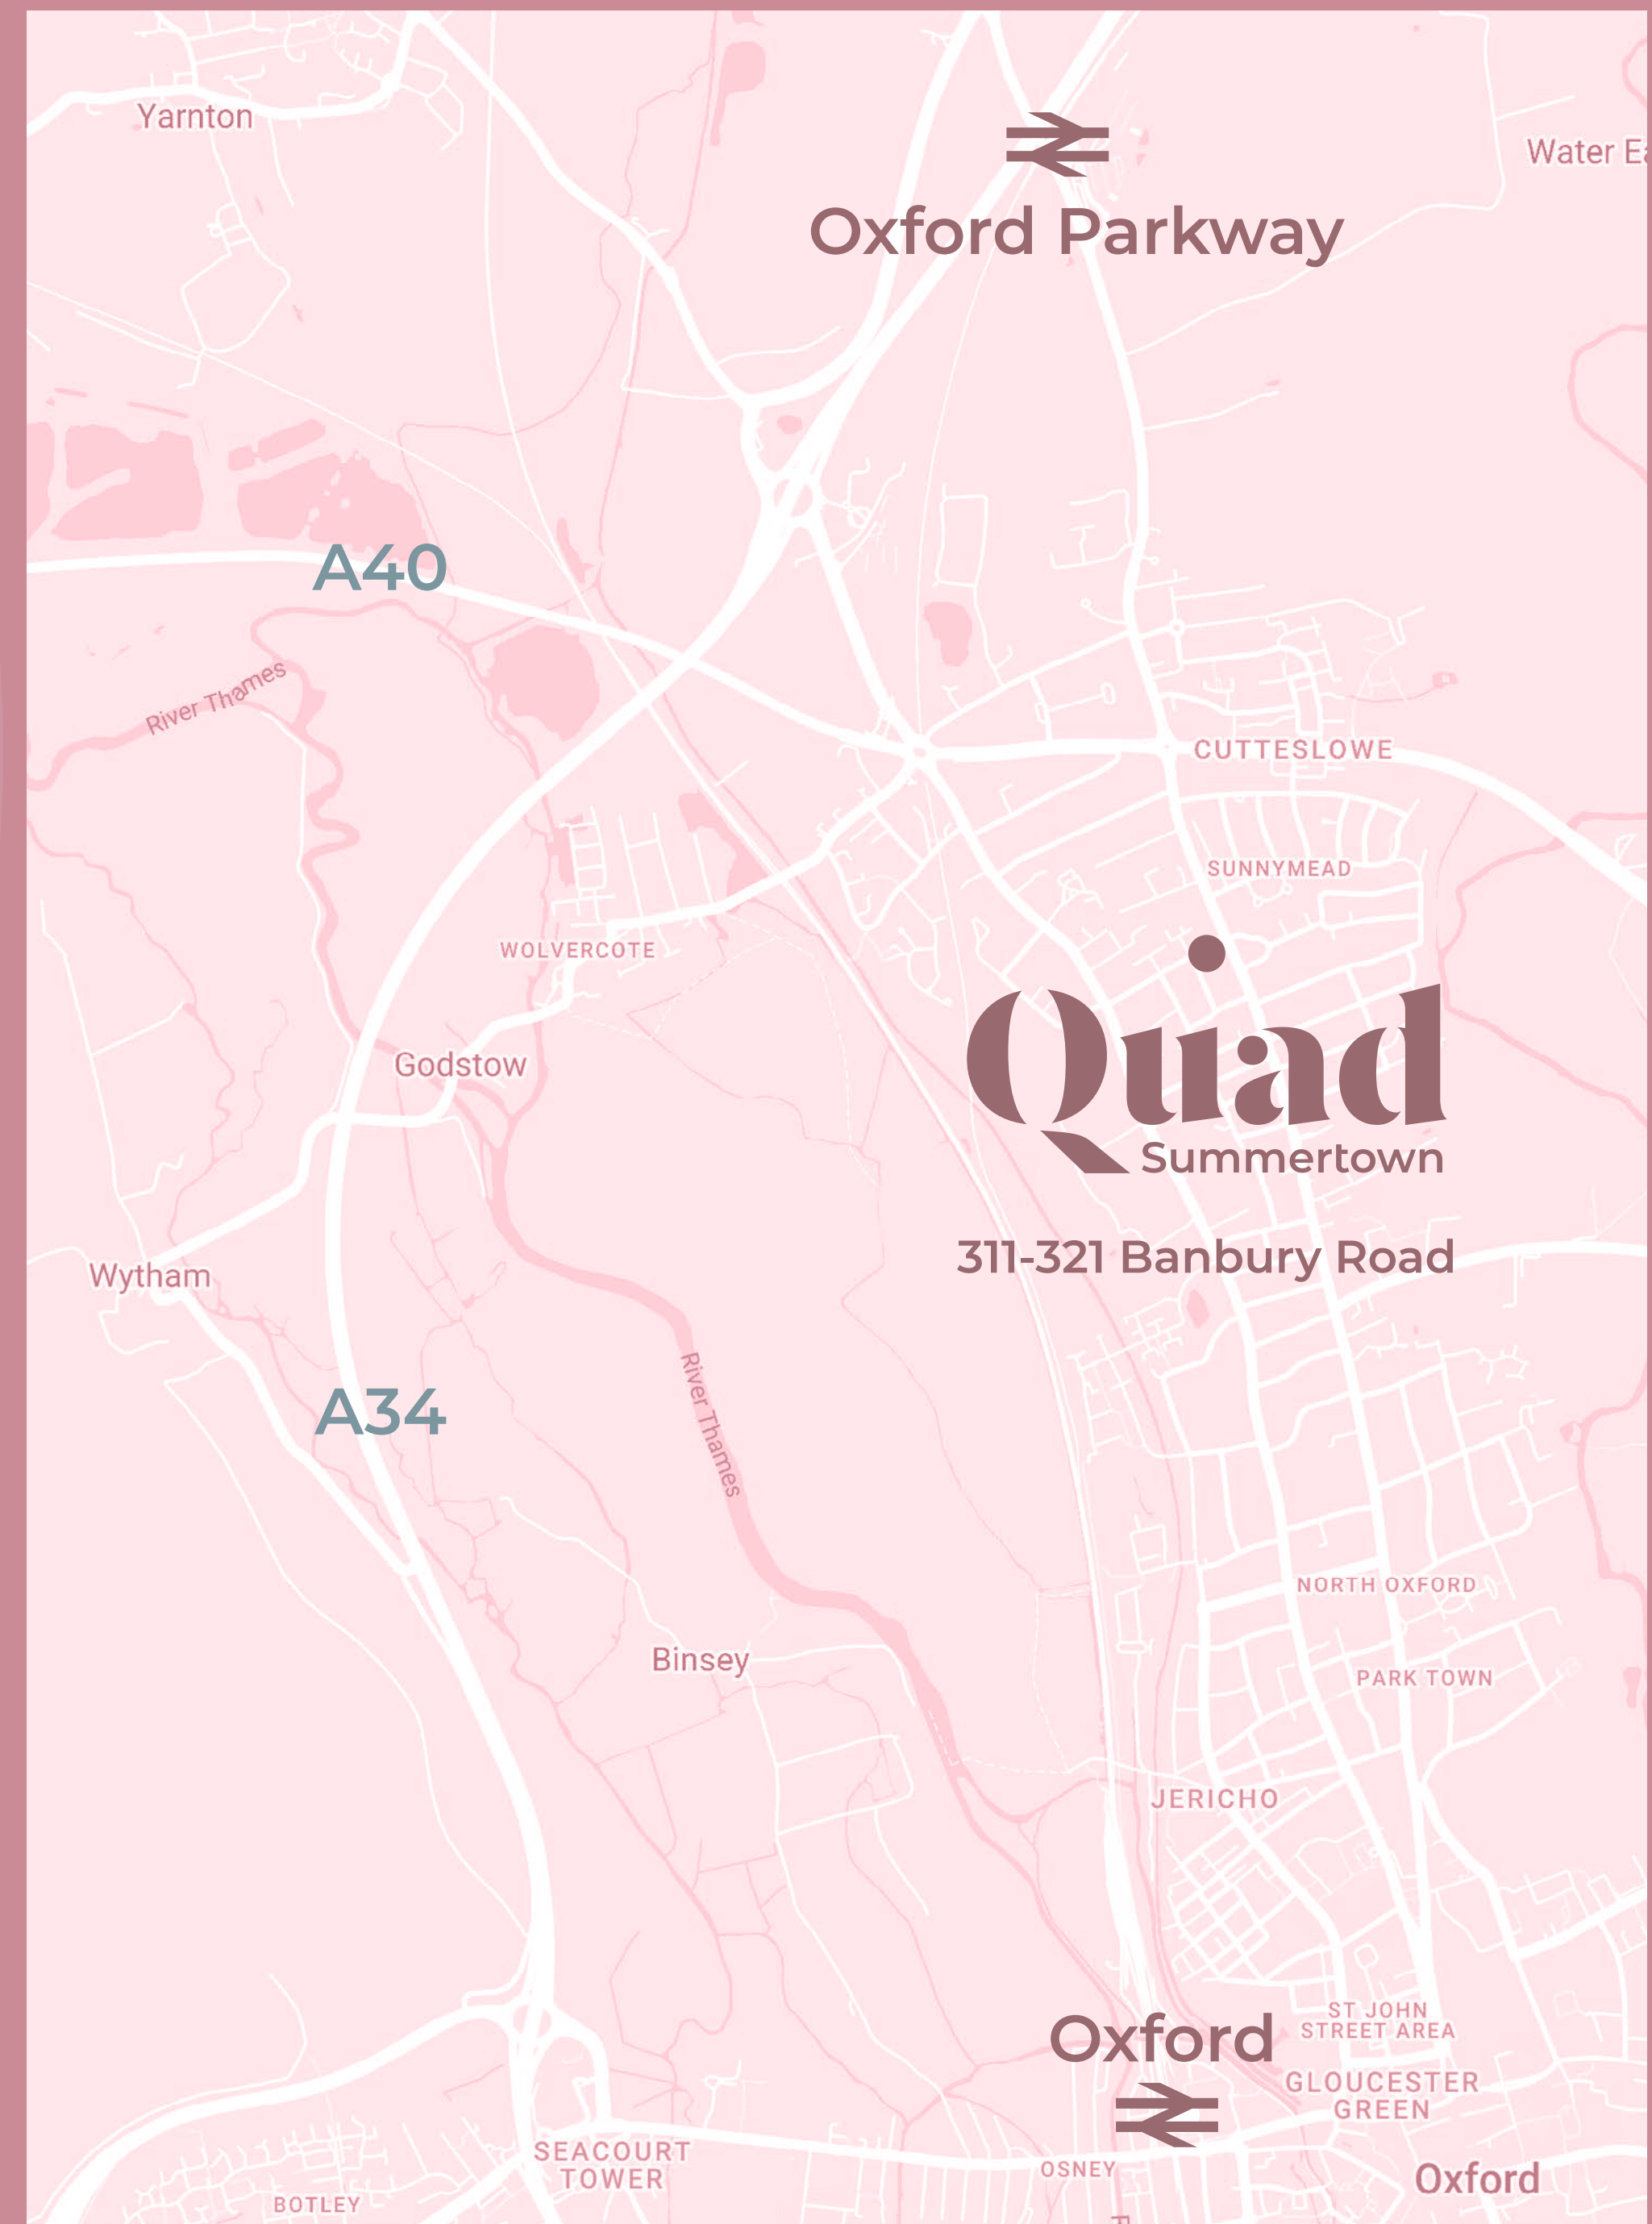 Yarnton
Water Ea
Oxford Parkway
A40
River Thames
CUTTESLOWE
SUNNYMEAD
WOLVERCOTE
Quad
Summertown
Godstow
311-321 Banbury Road
Wytham
River Thames
A34
NORTH OXFORD
Binsey
PARK TOWN
JERICHO
ST JOHN
STREET AREA
Oxford
GLOUCESTER
GREEN
SEACOURT
TOWER
OSNEY
Oxford
BOTLEY